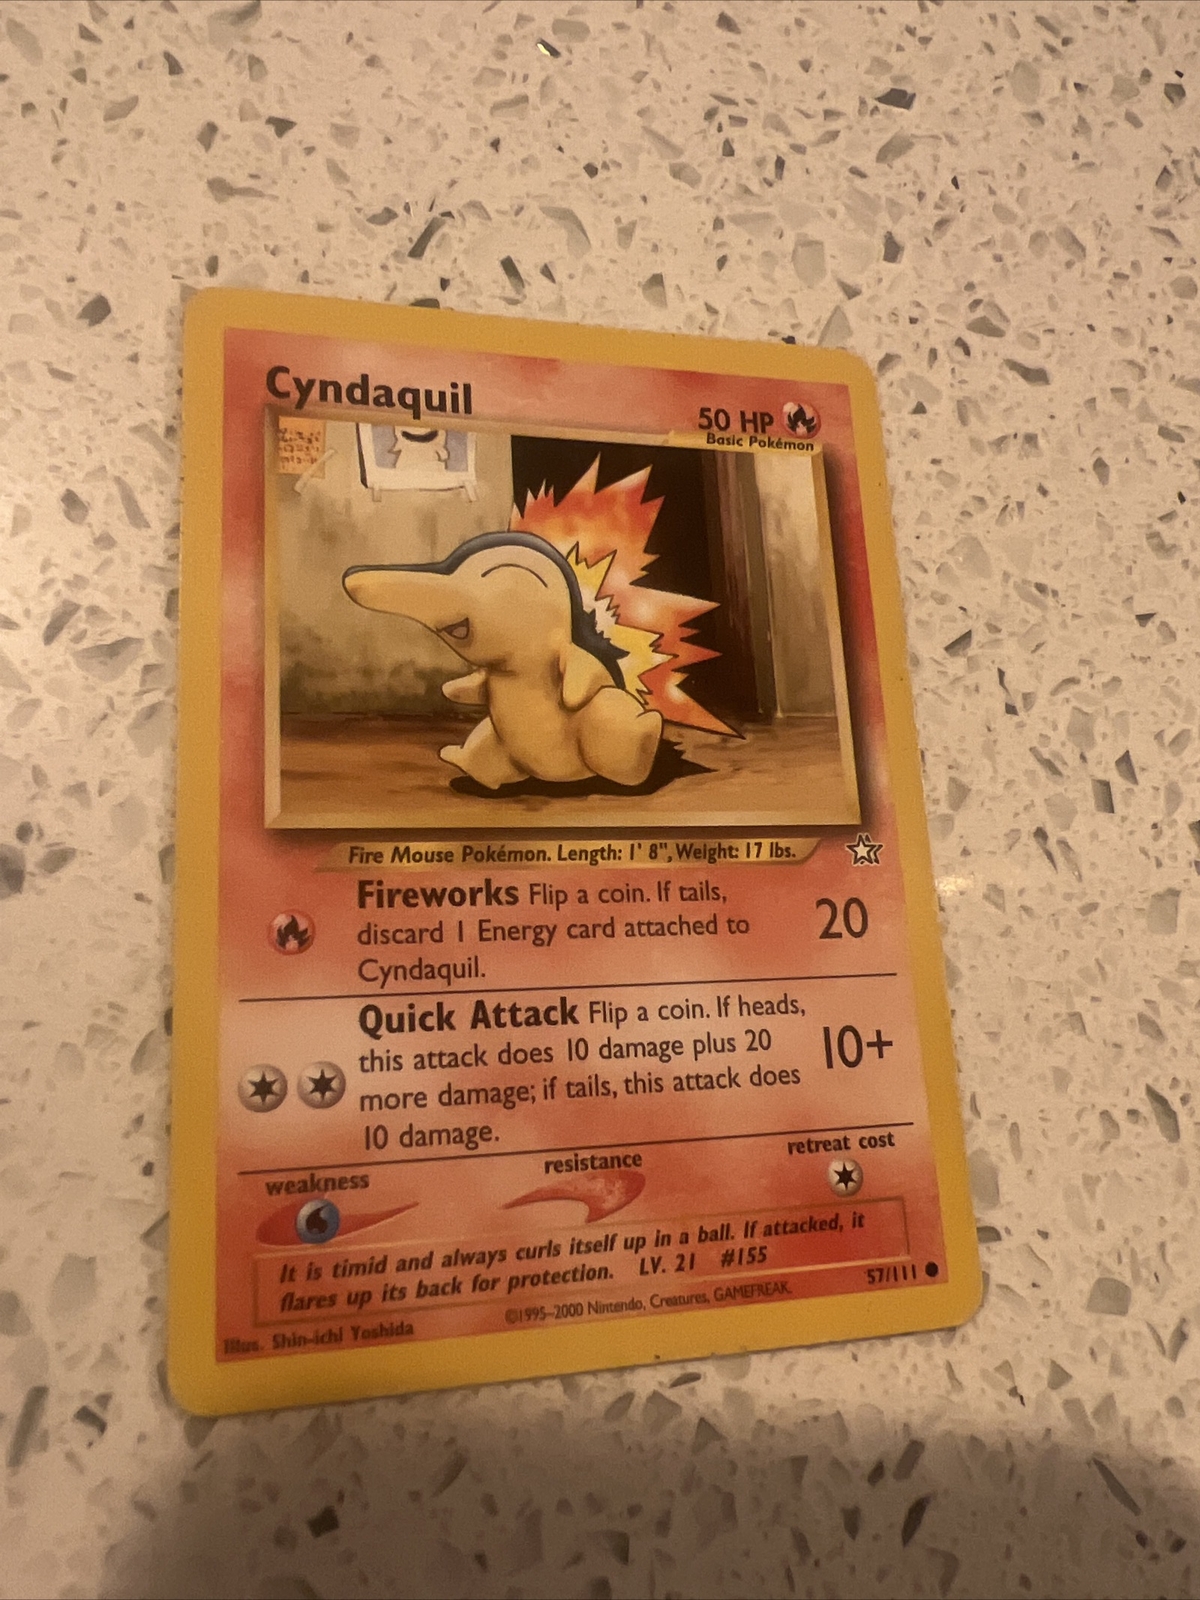 Cyndaquil
50 HP
Basic Pokémon
Fire Mouse Pokémon. Length: 1' 8", Weight: 17 lbs.
Fireworks Flip a coin. If tails,
discard 1 Energy card attached to
Cyndaquil.
20
Quick Attack Flip a coin. If heads,
this attack does 10 damage plus 20
more damage; if tails, this attack does
10 damage.
10+
weakness
resistance
retreat cost
It is timid and always curls itself up in a ball. If attacked, it
flares up its back for protection. LV. 21 #155
57/111
Illus. Shin-ichi Yoshida
©1995–2000 Nintendo, Creatures, GAMEFREAK.